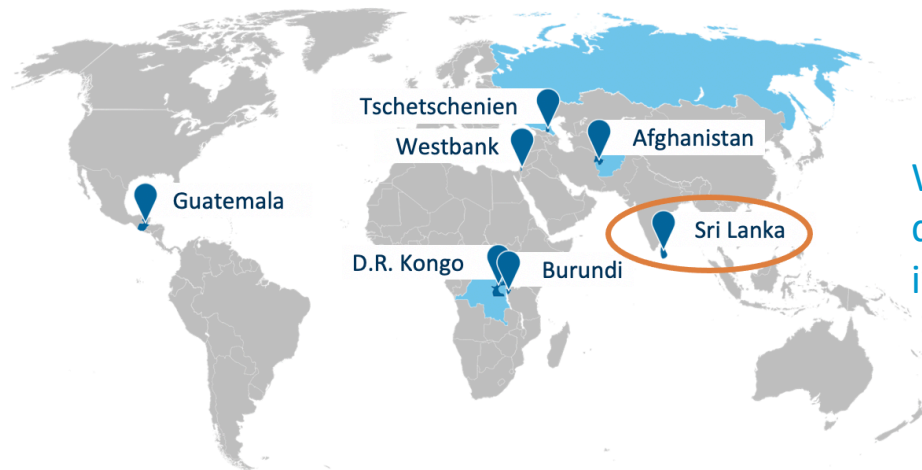 Tschetschenien
Westbank
Afghanistan
Guatemala
Sri Lanka
D.R. Kongo
Burundi